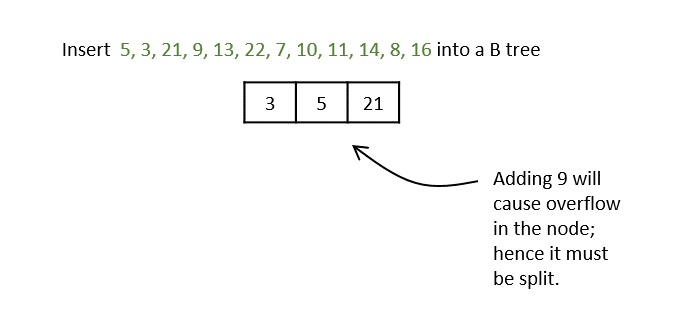 Insert 5, 3, 21, 9, 13, 22, 7, 10, 11, 14, 8, 16 into a B tree
3 5 21
Adding 9 will
cause overflow
in the node;
hence it must
be split.